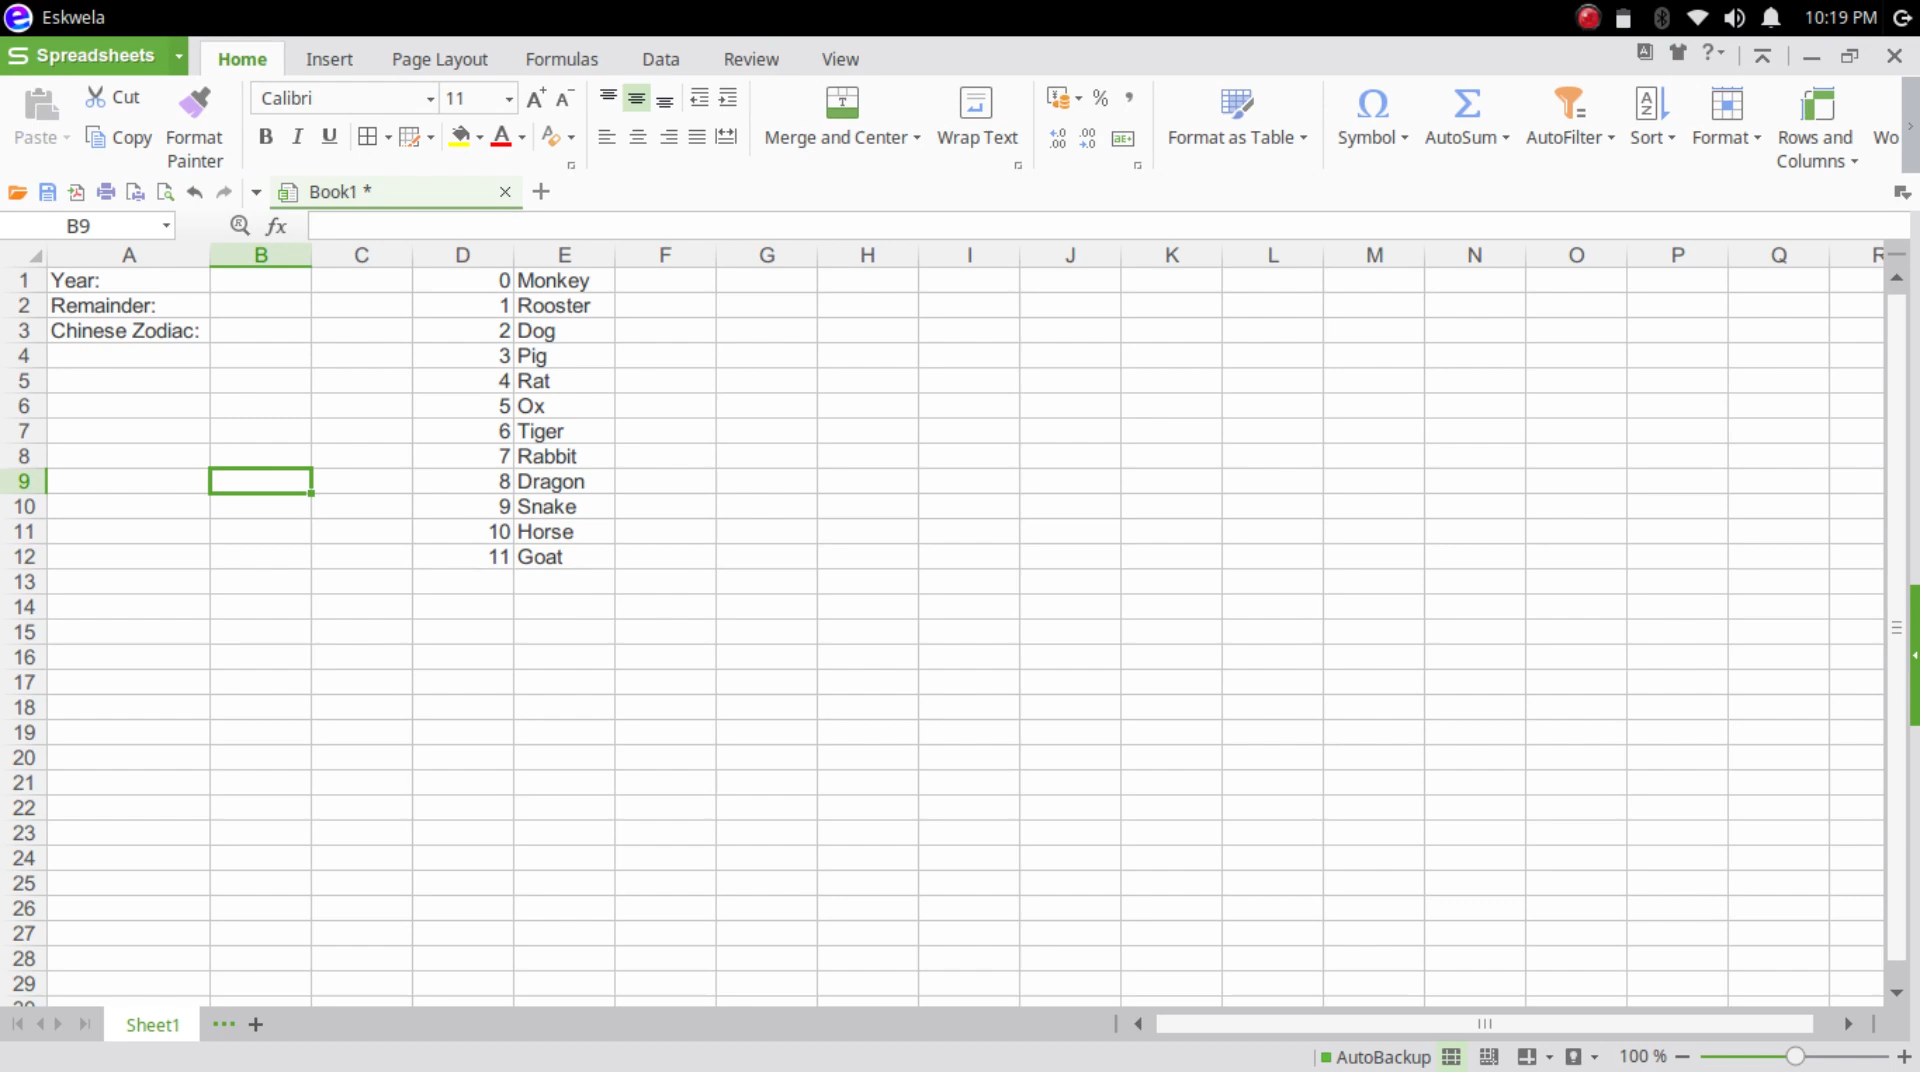 Eskwela 10:19 PM
Spreadsheets Home Insert Page Layout Formulas Data Review View
Paste Cut Copy Format Painter
Calibri 11
B I U
Merge and Center Wrap Text
Format as Table Symbol AutoSum AutoFilter Sort Format Rows and Columns Wo
Book1 *
B9 fx
A B C D E F G H I J K L M N O P Q R
1 Year: 0 Monkey
2 Remainder: 1 Rooster
3 Chinese Zodiac: 2 Dog
4 3 Pig
5 4 Rat
6 5 Ox
7 6 Tiger
8 7 Rabbit
9 8 Dragon
10 9 Snake
11 10 Horse
12 11 Goat
13
14
15
16
17
18
19
20
21
22
23
24
25
26
27
28
29
Sheet1
AutoBackup 100 %